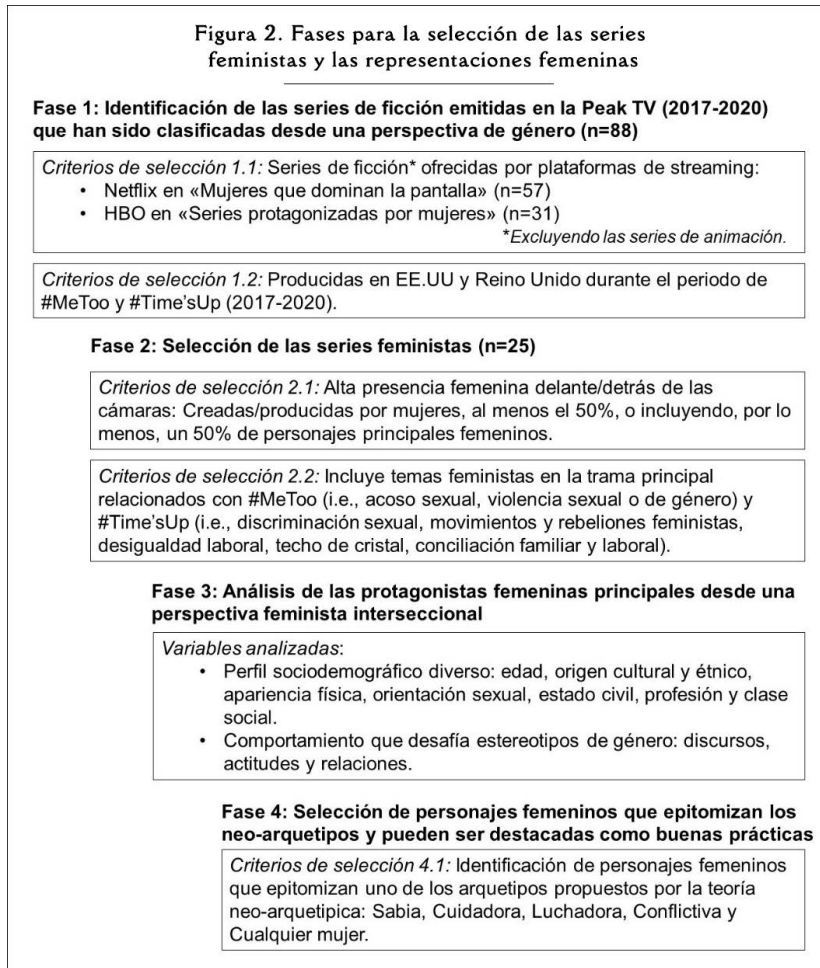 Figura 2. Fases para la selección de las series
feministas y las representaciones femeninas
Fase 1: Identificación de las series de ficción emitidas en la Peak TV (2017-2020)
que han sido clasificadas desde una perspectiva de género (n=88)
Criterios de selección 1.1: Series de ficción* ofrecidas por plataformas de streaming:
• Netflix en «Mujeres que dominan la pantalla» (n=57)
• HBO en «Series protagonizadas por mujeres» (n=31)
*Excluyendo las series de animación.
Criterios de selección 1.2: Producidas en EE.UU y Reino Unido durante el periodo de
#MeToo y #Time'sUp (2017-2020).
Fase 2: Selección de las series feministas (n=25)
Criterios de selección 2.1: Alta presencia femenina delante/detrás de las
cámaras: Creadas/producidas por mujeres, al menos el 50%, o incluyendo, por lo
menos, un 50% de personajes principales femeninos.
Criterios de selección 2.2: Incluye temas feministas en la trama principal
relacionados con #MeToo (i.e., acoso sexual, violencia sexual o de género) y
#Time'sUp (i.e., discriminación sexual, movimientos y rebeliones feministas,
desigualdad laboral, techo de cristal, conciliación familiar y laboral).
Fase 3: Análisis de las protagonistas femeninas principales desde una
perspectiva feminista interseccional
Variables analizadas:
• Perfil sociodemográfico diverso: edad, origen cultural y étnico,
apariencia física, orientación sexual, estado civil, profesión y clase
social.
• Comportamiento que desafía estereotipos de género: discursos,
actitudes y relaciones.
Fase 4: Selección de personajes femeninos que epitomizan los
neo-arquetipos y pueden ser destacadas como buenas prácticas
Criterios de selección 4.1: Identificación de personajes femeninos
que epitomizan uno de los arquetipos propuestos por la teoría
neo-arquetipica: Sabia, Cuidadora, Luchadora, Conflictiva y
Cualquier mujer.